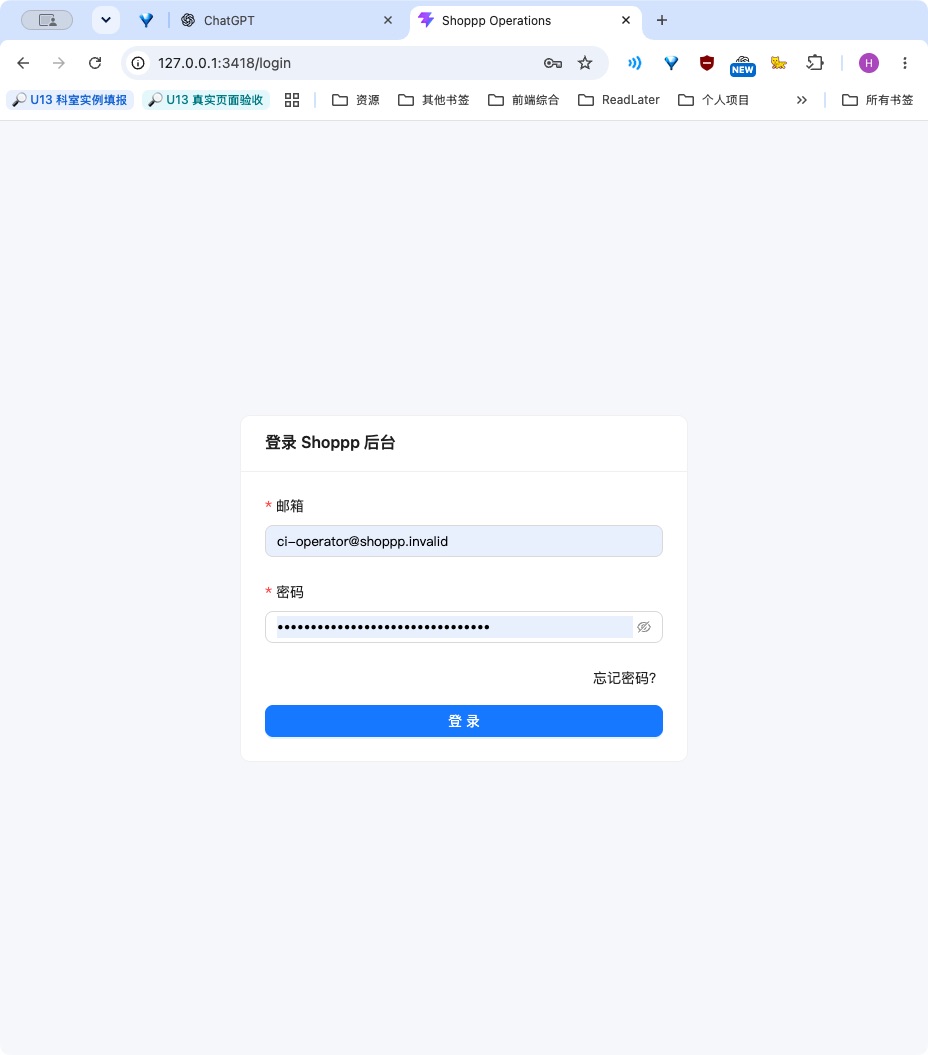 ChatGPT
Shoppp Operations
127.0.0.1:3418/login
NEW
H
U13 科室实例填报
U13 真实页面验收
资源
其他书签
前端综合
ReadLater
个人项目
所有书签
登录 Shoppp 后台
* 邮箱
ci-operator@shoppp.invalid
* 密码
••••••••••••••••••••••••••••••••
忘记密码?
登 录